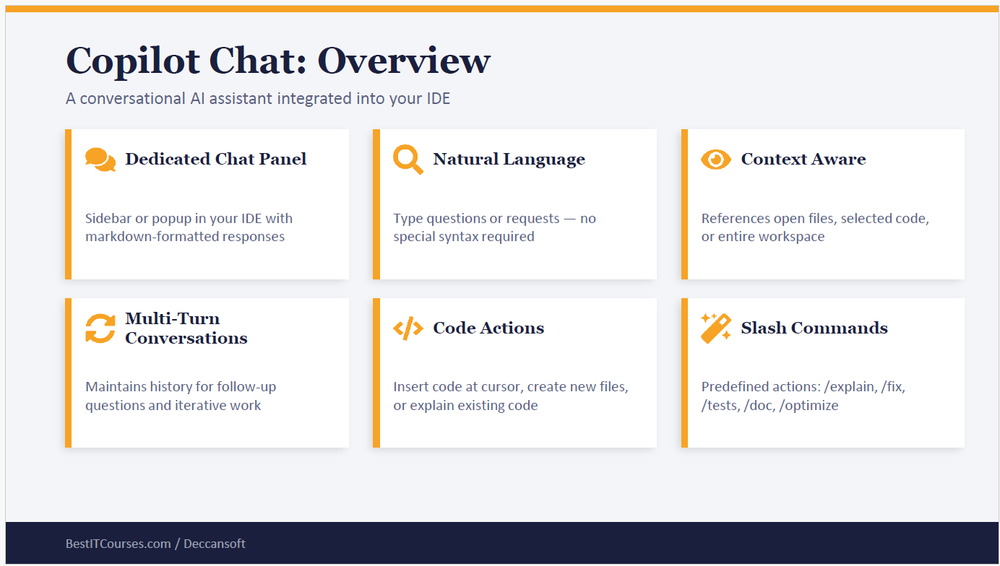 Copilot Chat: Overview
A conversational AI assistant integrated into your IDE
Dedicated Chat Panel
Sidebar or popup in your IDE with
markdown-formatted responses
Natural Language
Type questions or requests — no
special syntax required
Context Aware
References open files, selected code,
or entire workspace
Multi-Turn
Conversations
Maintains history for follow-up
questions and iterative work
Code Actions
Insert code at cursor, create new files,
or explain existing code
Slash Commands
Predefined actions: /explain, /fix,
/tests, /doc, /optimize
BestITCourses.com / Deccansoft